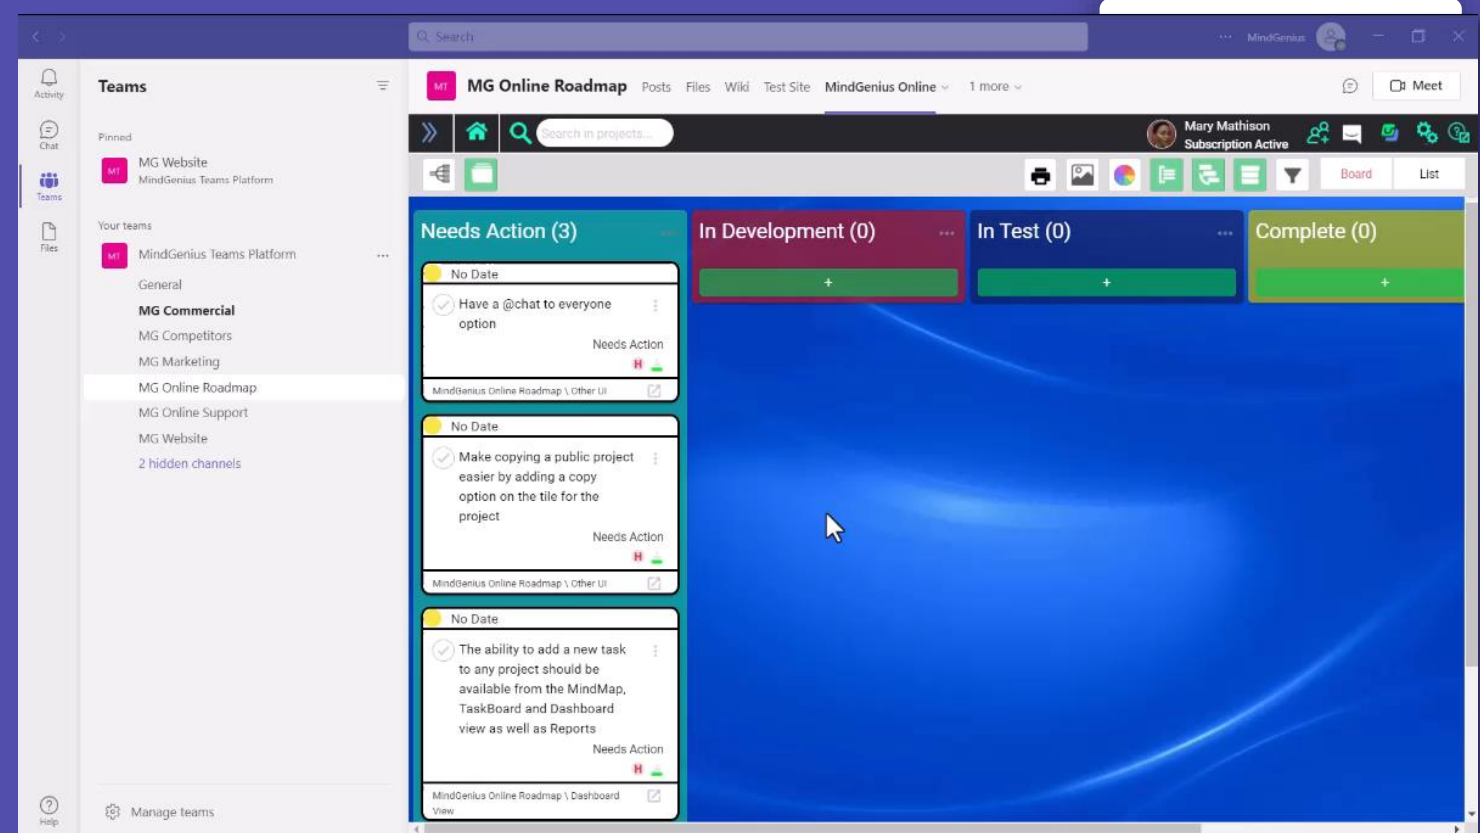 Search
MindGenius
Activity
Chat
Teams
Files
Help
Teams
Pinned
MT
MG Website
MindGenius Teams Platform
Your teams
MT
MindGenius Teams Platform
General
MG Commercial
MG Competitors
MG Marketing
MG Online Roadmap
MG Online Support
MG Website
2 hidden channels
Manage teams
MT
MG Online Roadmap Posts Files Wiki Test Site MindGenius Online 1 more
Meet
Search in projects...
Mary Mathison
Subscription Active
Board List
Needs Action (3)
No Date
Have a @chat to everyone
option
Needs Action
H
MindGenius Online Roadmap \ Other UI
No Date
Make copying a public project
easier by adding a copy
option on the tile for the
project
Needs Action
H
MindGenius Online Roadmap \ Other UI
No Date
The ability to add a new task
to any project should be
available from the MindMap,
TaskBoard and Dashboard
view as well as Reports
Needs Action
H
MindGenius Online Roadmap \ Dashboard
View
In Development (0)
+
In Test (0)
+
Complete (0)
+